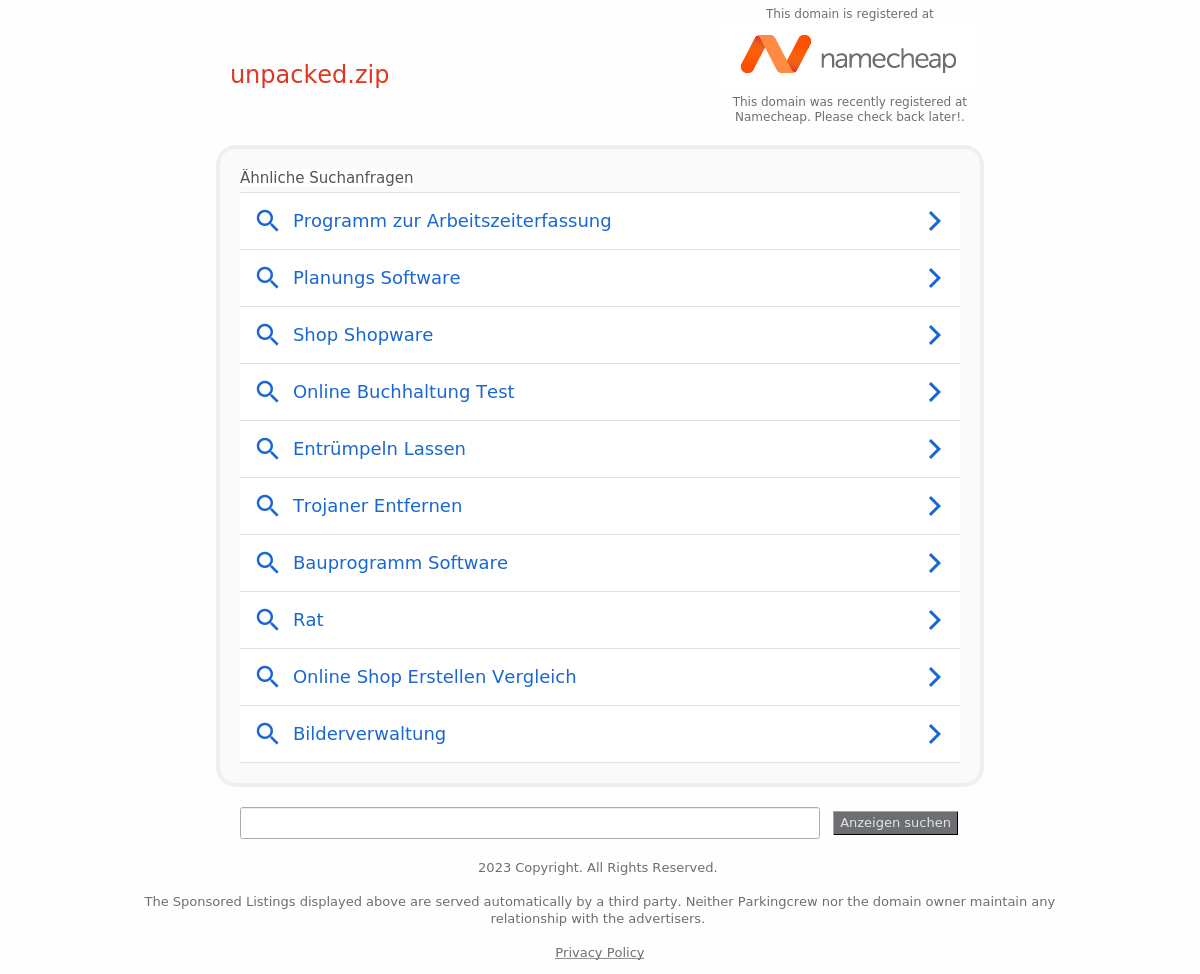 This domain is registered at
namecheap
unpacked.zip
This domain was recently registered at
Namecheap. Please check back later!.
Ähnliche Suchanfragen
Programm zur Arbeitszeiterfassung
Planungs Software
Shop Shopware
Online Buchhaltung Test
Entrümpeln Lassen
Trojaner Entfernen
Bauprogramm Software
Rat
Online Shop Erstellen Vergleich
Bilderverwaltung
Anzeigen suchen
2023 Copyright. All Rights Reserved.
The Sponsored Listings displayed above are served automatically by a third party. Neither Parkingcrew nor the domain owner maintain any
relationship with the advertisers.
Privacy Policy